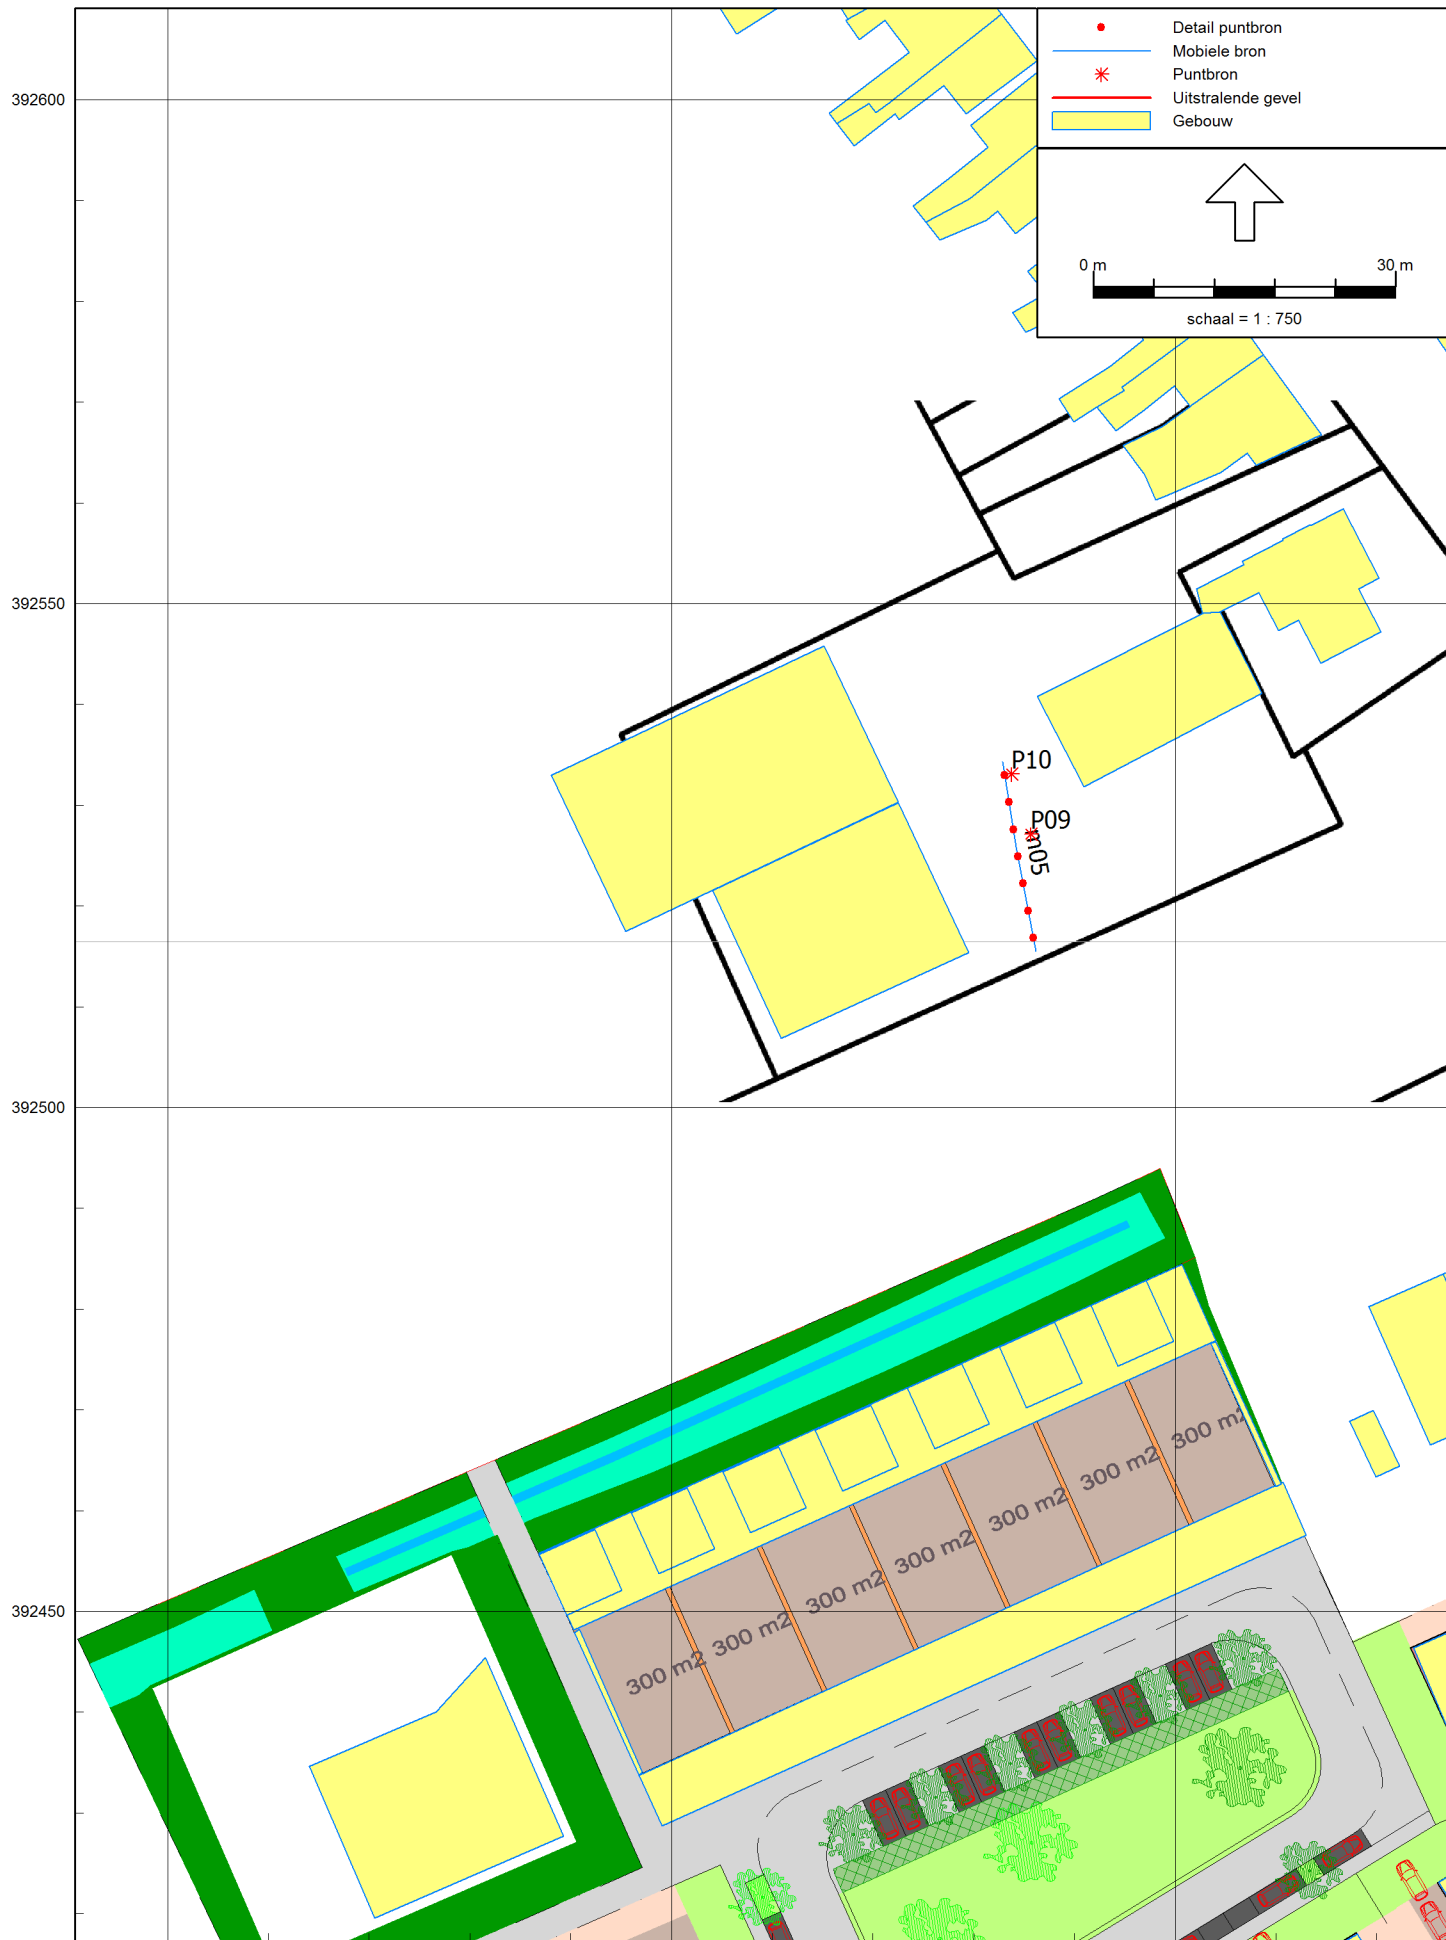 Detail puntbron
Mobiele bron
Puntbron
Uitstralende gevel
Gebouw
392600
0 m 30 m
schaal = 1 : 750
392550
P10
P09
m05
392500
300 m2
300 m2
300 m2
300 m2
300 m2
300 m2
300 m2
392450